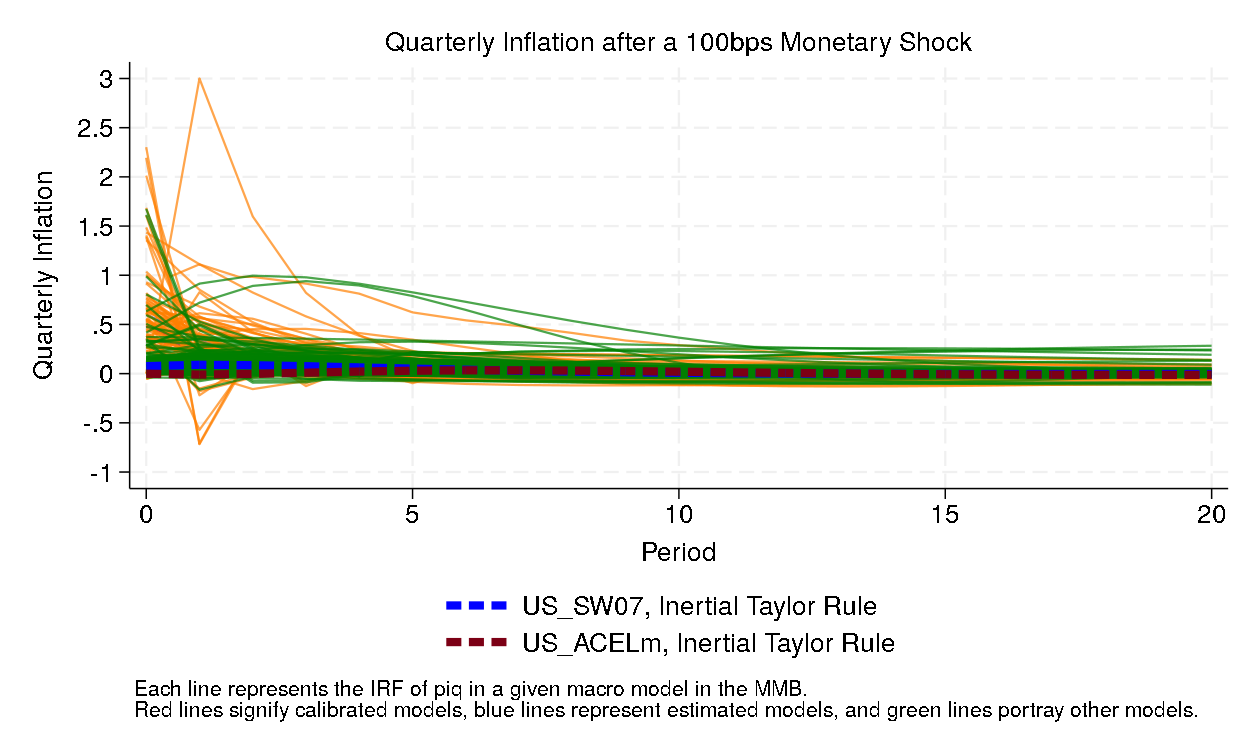 Quarterly Inflation after a 100bps Monetary Shock
Quarterly Inflation
3
2.5
2
1.5
1
.5
0
-.5
-1
0 5 10 15 20
Period
US_SW07, Inertial Taylor Rule
US_ACELm, Inertial Taylor Rule
Each line represents the IRF of piq in a given macro model in the MMB.
Red lines signify calibrated models, blue lines represent estimated models, and green lines portray other models.